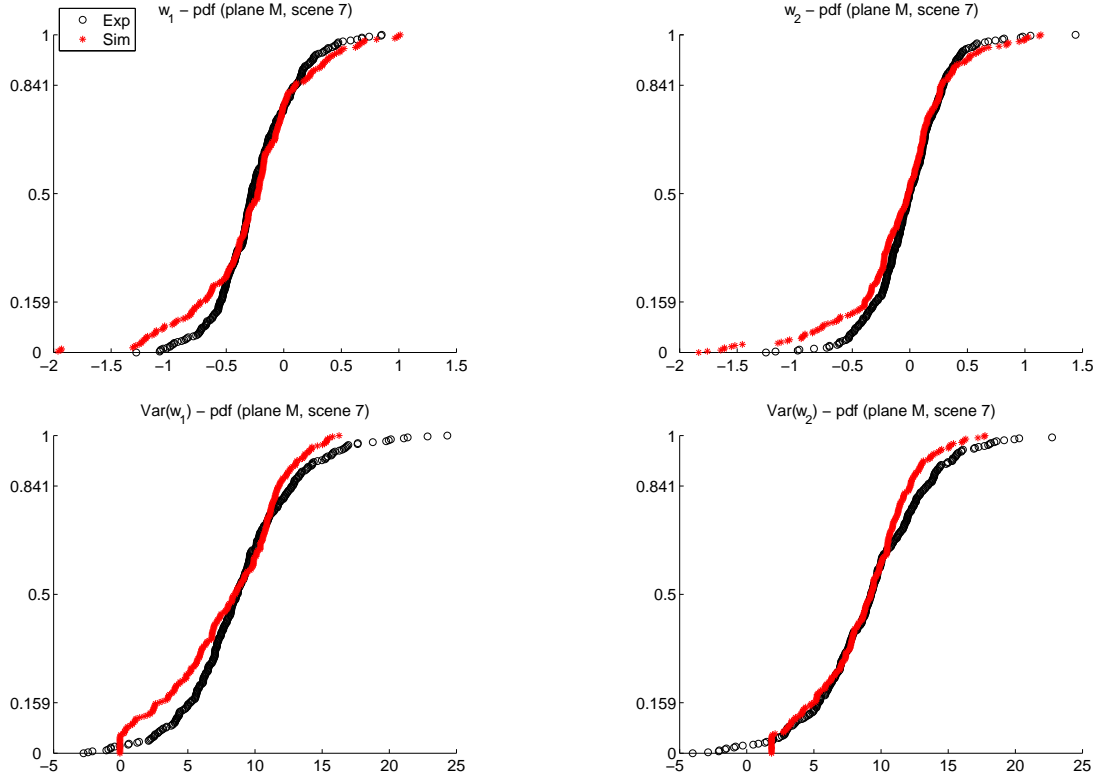 w_1 − pdf (plane M, scene 7)
Exp
Sim
1
0.841
0.5
0.159
0
−2 −1.5 −1 −0.5 0 0.5 1 1.5
w_2 − pdf (plane M, scene 7)
1
0.841
0.5
0.159
0
−2 −1.5 −1 −0.5 0 0.5 1 1.5
Var(w_1) − pdf (plane M, scene 7)
1
0.841
0.5
0.159
0
−5 0 5 10 15 20 25
Var(w_2) − pdf (plane M, scene 7)
1
0.841
0.5
0.159
0
−5 0 5 10 15 20 25